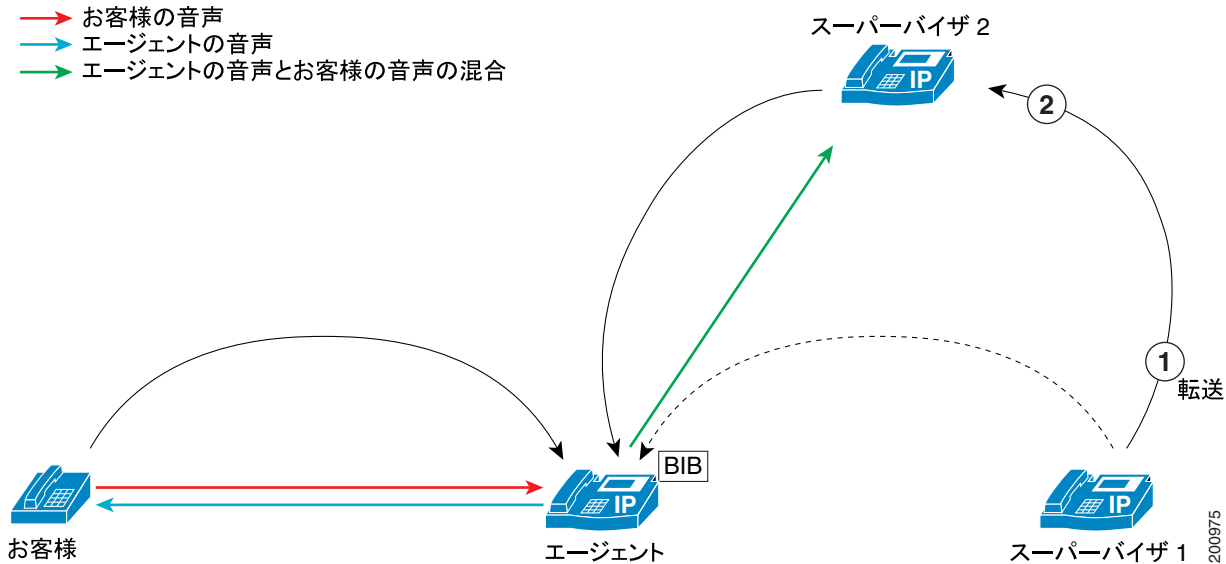 お客様の音声
エージェントの音声
エージェントの音声とお客様の音声の混合
スーパーバイザ 2
IP
2
1
転送
BIB
IP
IP
お客様
エージェント
スーパーバイザ 1
200975